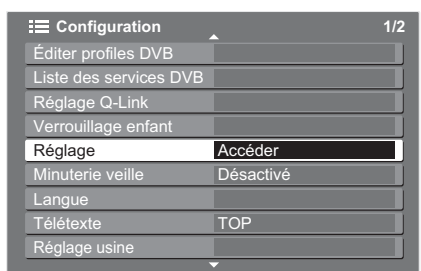 Configuration 1/2
Éditer profiles DVB
Liste des services DVB
Réglage Q-Link
Verrouillage enfant
Réglage Accéder
Minuterie veille Désactivé
Langue
Télétexte TOP
Réglage usine